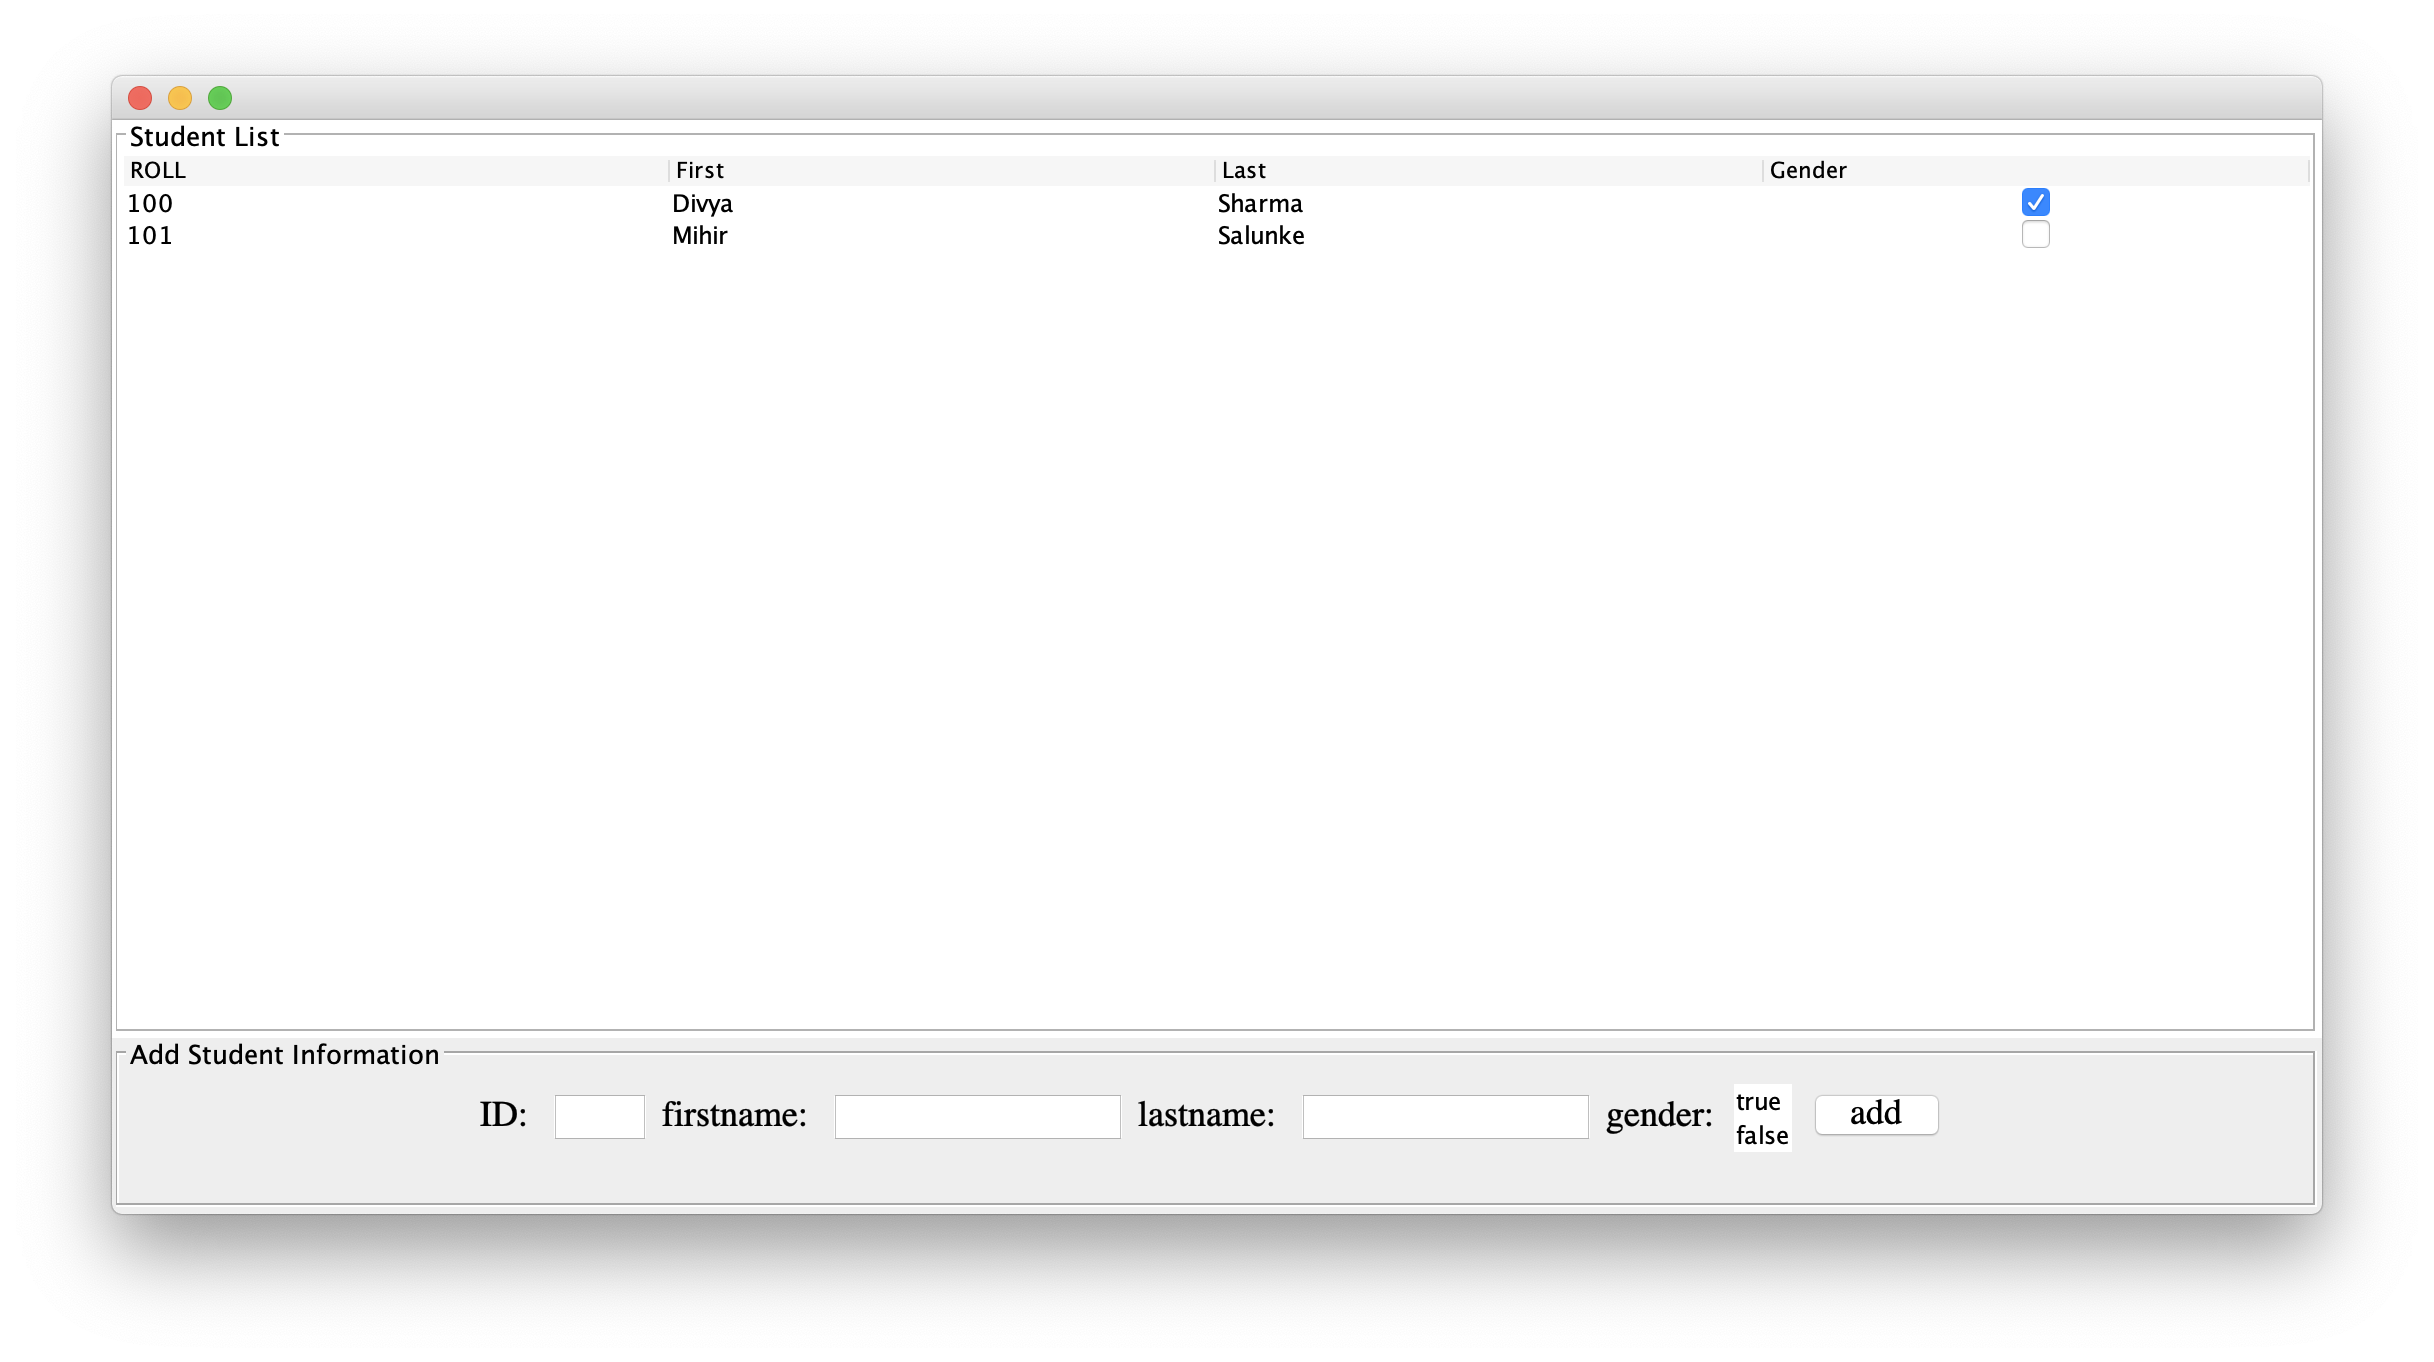 Student List
ROLL First Last Gender
100 Divya Sharma
101 Mihir Salunke
Add Student Information
ID: firstname: lastname: gender: true add
false